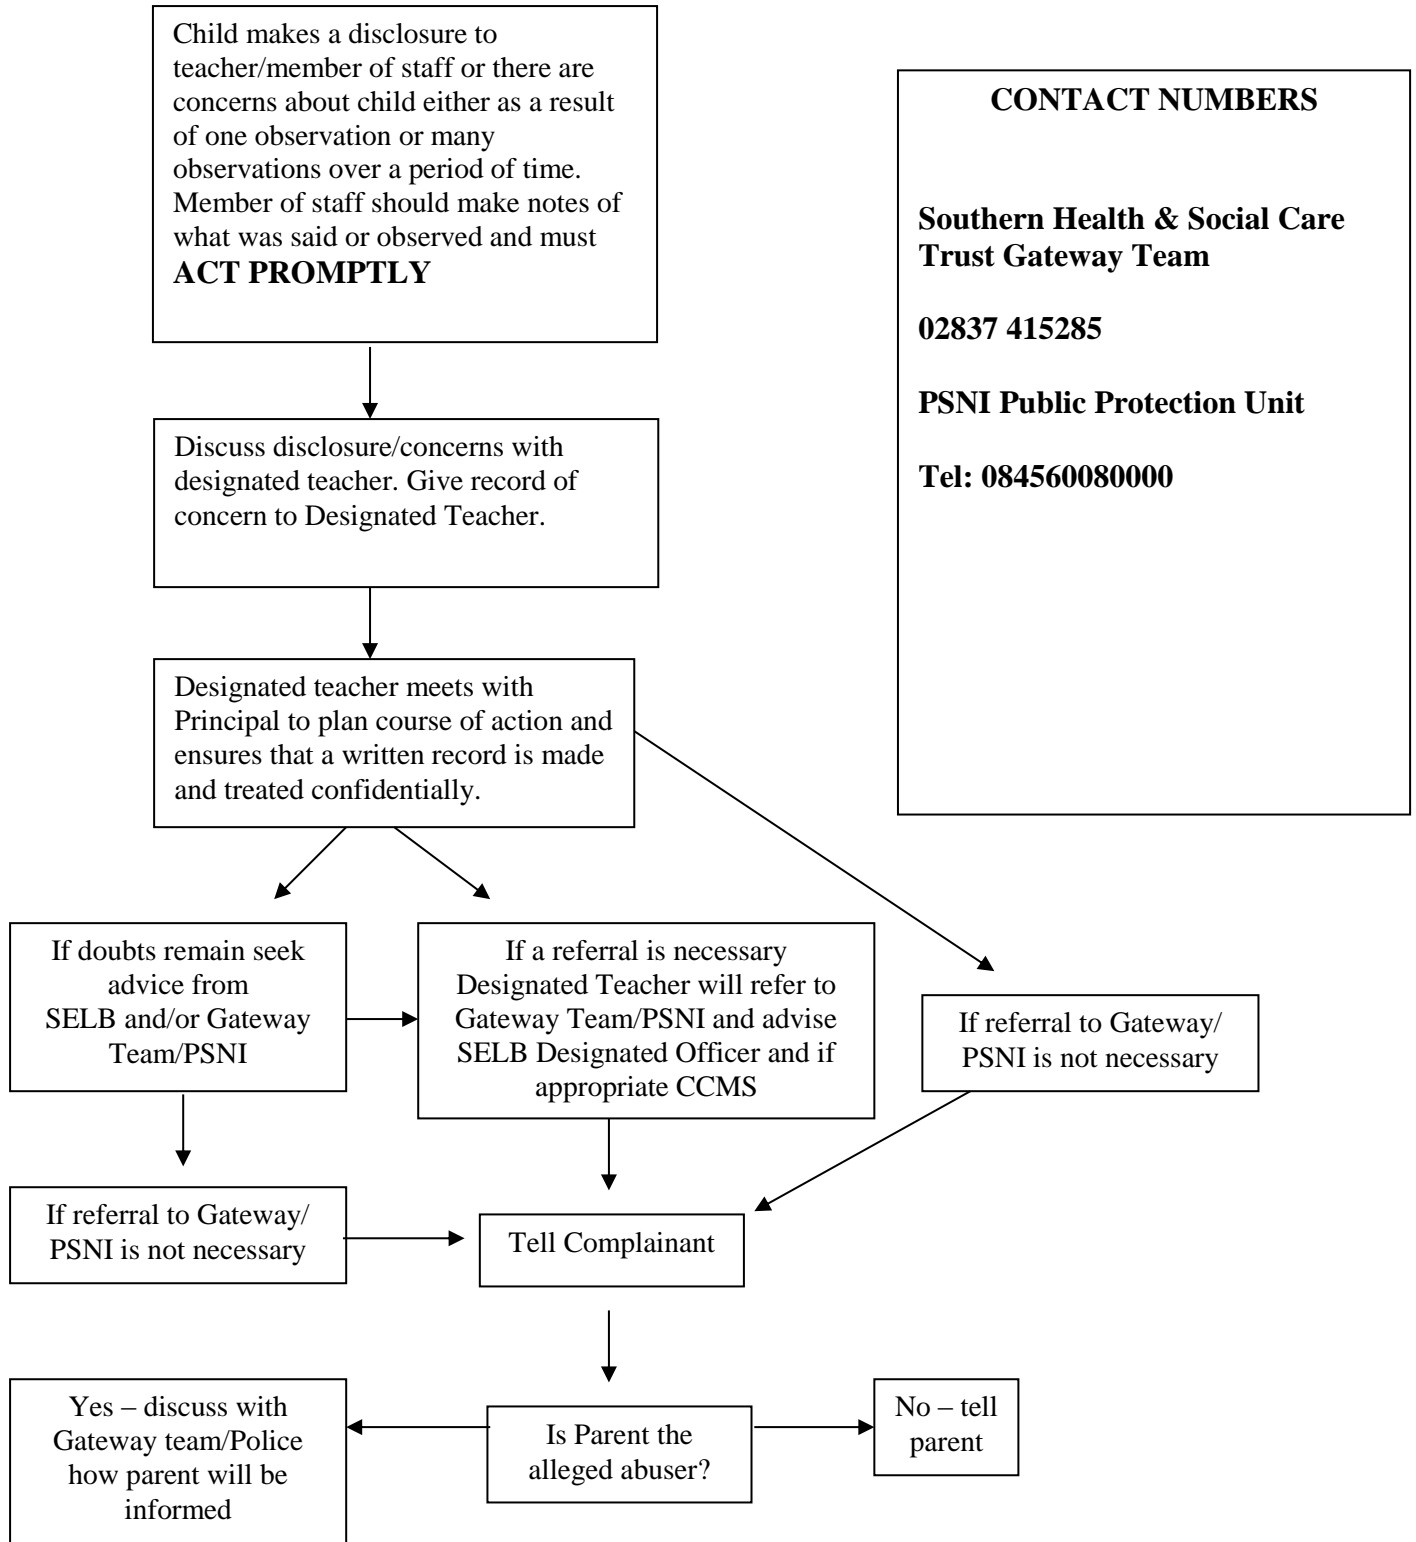 Child makes a disclosure to
teacher/member of staff or there are
concerns about child either as a result
of one observation or many
observations over a period of time.
Member of staff should make notes of
what was said or observed and must
ACT PROMPTLY
CONTACT NUMBERS
Southern Health & Social Care
Trust Gateway Team
02837 415285
PSNI Public Protection Unit
Tel: 084560080000
Discuss disclosure/concerns with
designated teacher. Give record of
concern to Designated Teacher.
Designated teacher meets with
Principal to plan course of action and
ensures that a written record is made
and treated confidentially.
If doubts remain seek
advice from
SELB and/or Gateway
Team/PSNI
If a referral is necessary
Designated Teacher will refer to
Gateway Team/PSNI and advise
SELB Designated Officer and if
appropriate CCMS
If referral to Gateway/
PSNI is not necessary
If referral to Gateway/
PSNI is not necessary
Tell Complainant
Yes – discuss with
Gateway team/Police
how parent will be
informed
Is Parent the
alleged abuser?
No – tell
parent